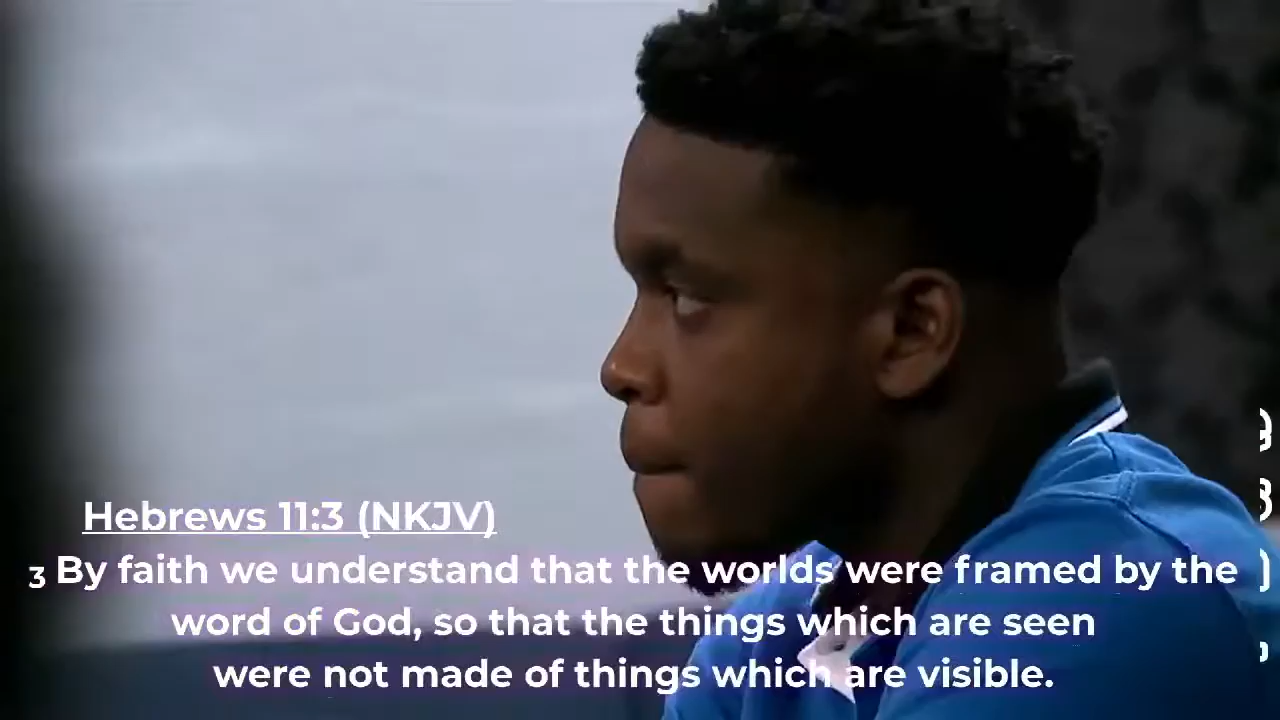 Hebrews 11:3 (NKJV)
3 By faith we understand that the worlds were framed by the
word of God, so that the things which are seen
were not made of things which are visible.